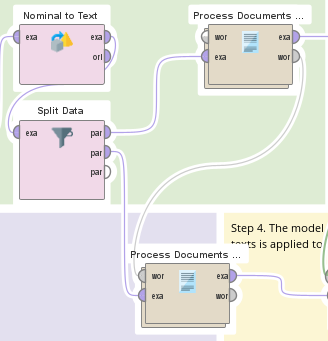 Nominal to Text
exa
exa
ori
Process Documents ...
wor
exa
exa
wor
Split Data
exa
par
par
par
Step 4. The model
texts is applied to
Process Documents ...
wor
exa
exa
wor